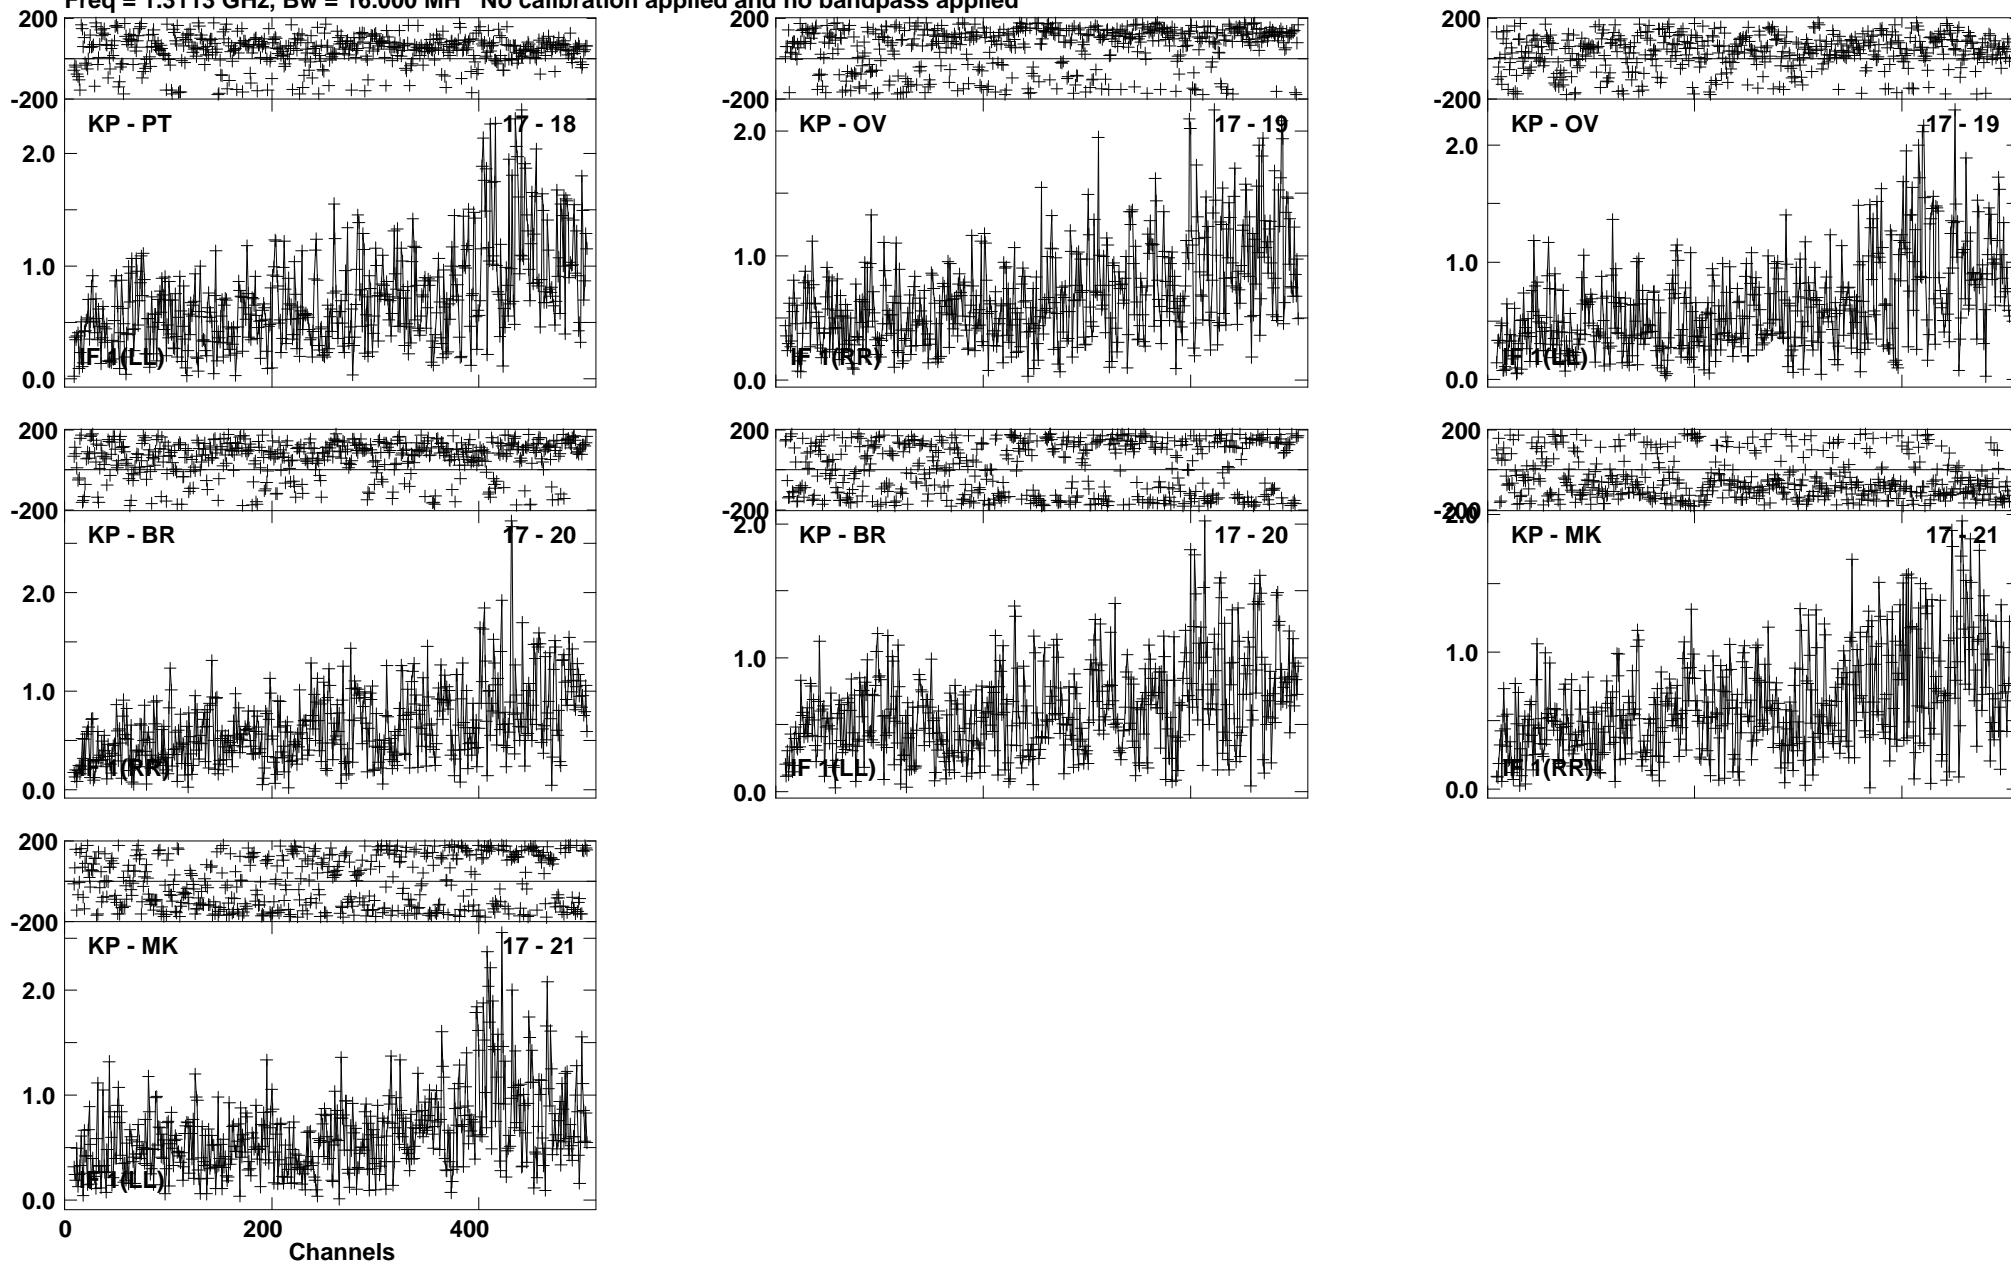 Freq = 1.3113 GHz, Bw = 16.000 MH No calibration applied and no bandpass applied
200
-200
KP - PT 17 - 18
2.0
1.0
IF 1(LL)
0.0
200
-200
KP - OV 17 - 19
2.0
1.0
IF 1(RR)
0.0
200
-200
KP - OV 17 - 19
2.0
1.0
IF 1(LL)
0.0
200
-200
KP - BR 17 - 20
2.0
1.0
IF 1(RR)
0.0
200
-200
2.0
KP - BR 17 - 20
1.0
IF 1(LL)
0.0
200
-200
2.0
KP - MK 17 - 21
1.0
IF 1(RR)
0.0
200
-200
KP - MK 17 - 21
2.0
1.0
IF 1(LL)
0.0
0 200 400
Channels